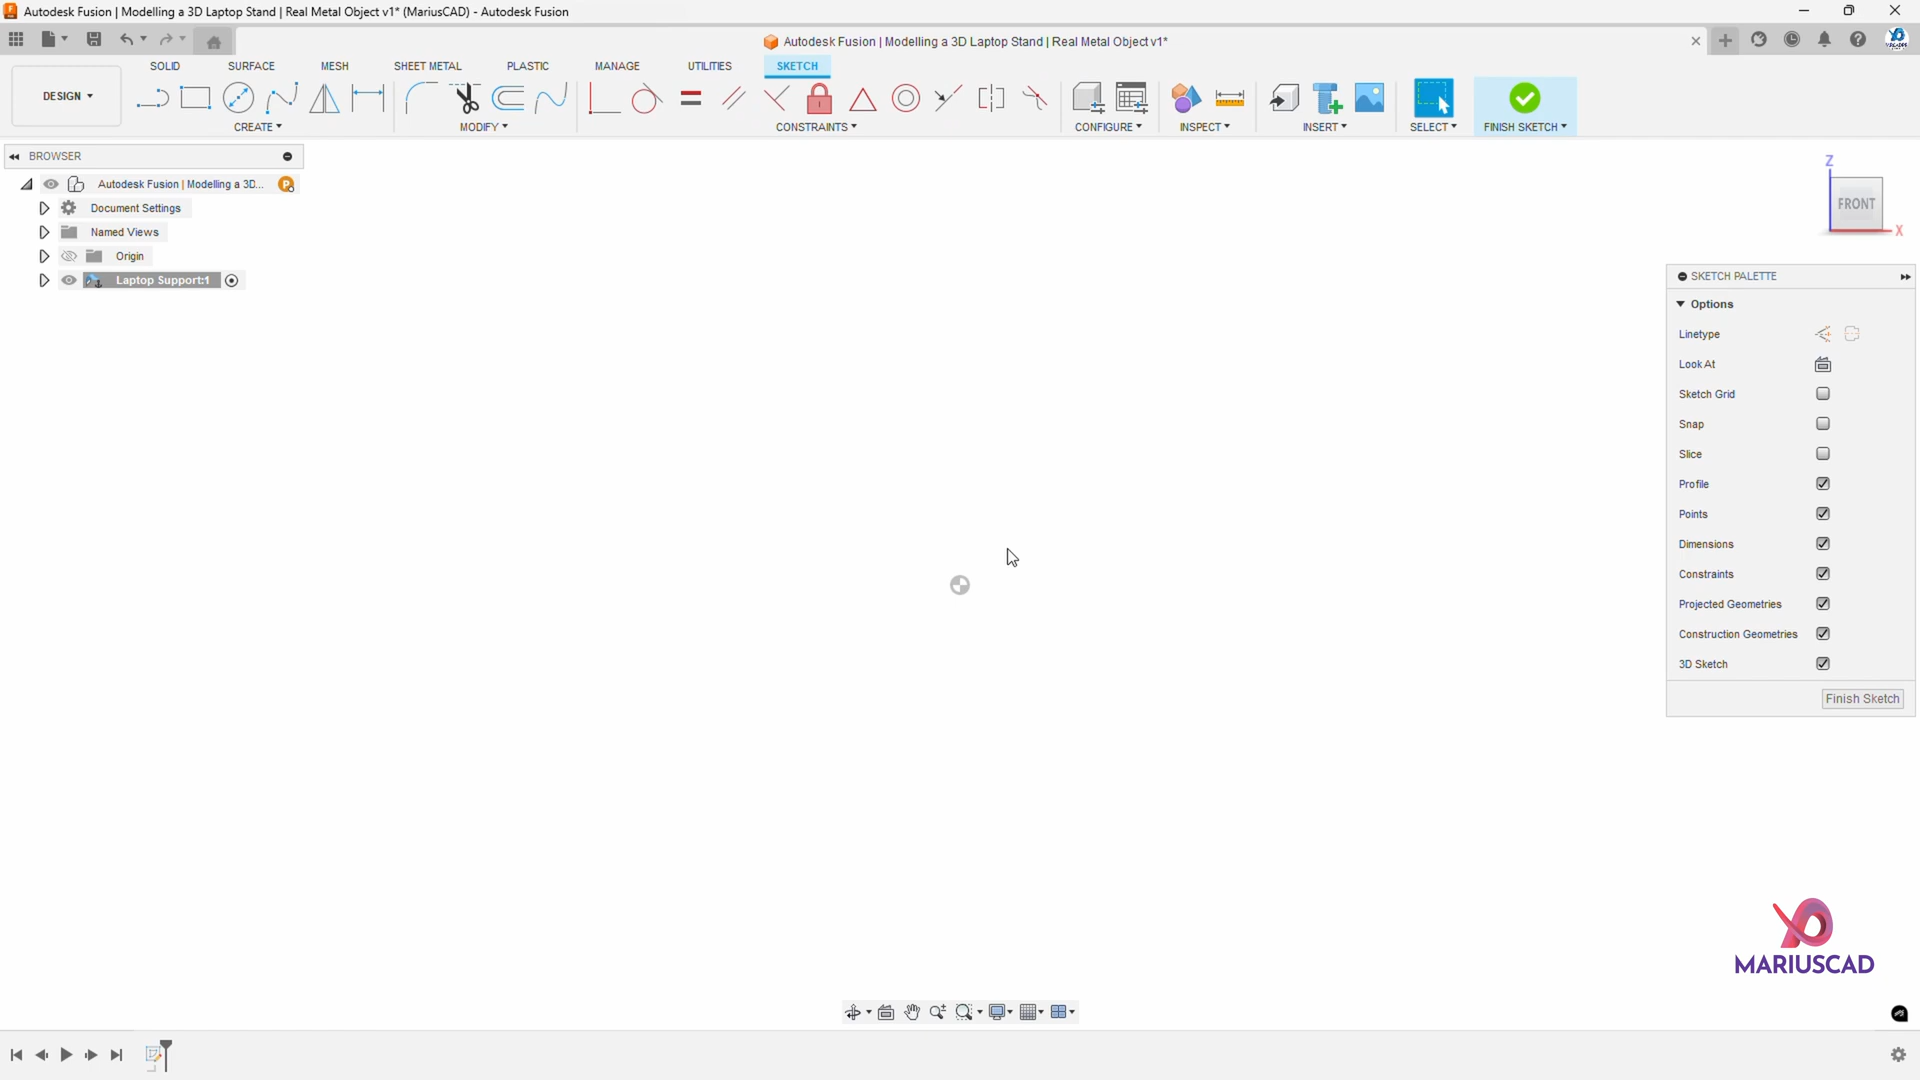 Autodesk Fusion | Modelling a 3D Laptop Stand | Real Metal Object v1* (MariusCAD) - Autodesk Fusion
Autodesk Fusion | Modelling a 3D Laptop Stand | Real Metal Object v1*
SOLID SURFACE MESH SHEET METAL PLASTIC MANAGE UTILITIES SKETCH
DESIGN
CREATE MODIFY CONSTRAINTS CONFIGURE INSPECT INSERT SELECT FINISH SKETCH
BROWSER
Autodesk Fusion | Modelling a 3D... P
Document Settings
Named Views
Origin
Laptop Support:1
Z
FRONT
X
SKETCH PALETTE
Options
Linetype
Look At
Sketch Grid
Snap
Slice
Profile
Points
Dimensions
Constraints
Projected Geometries
Construction Geometries
3D Sketch
Finish Sketch
MARIUSCAD